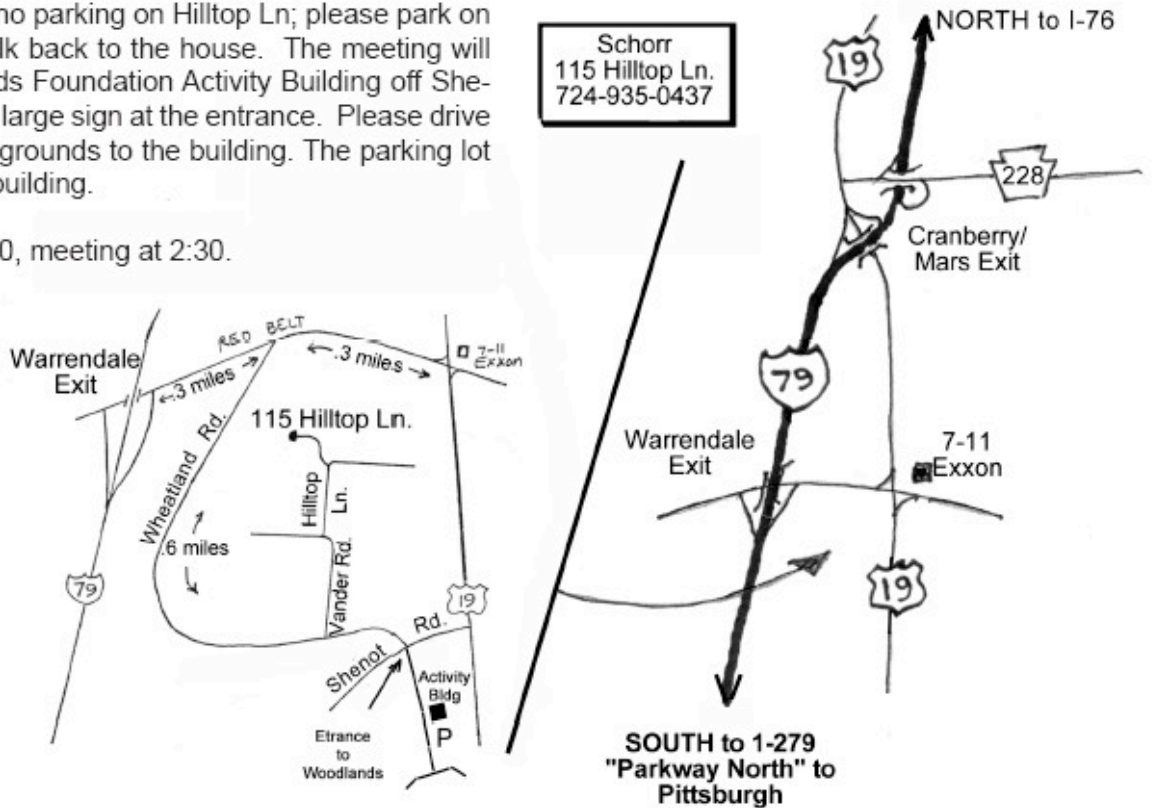 no parking on Hilltop Ln; please park on
lk back to the house. The meeting will
ds Foundation Activity Building off She-
large sign at the entrance. Please drive
grounds to the building. The parking lot
building.
0, meeting at 2:30.
Schorr
115 Hilltop Ln.
724-935-0437
NORTH to I-76
19
228
Cranberry/
Mars Exit
79
Warrendale
Exit
7-11
Exxon
19
SOUTH to 1-279
"Parkway North" to
Pittsburgh
Warrendale
Exit
RED BELT
.3 miles
.3 miles
7-11
Exxon
115 Hilltop Ln.
Wheatland Rd.
Hilltop Ln.
.6 miles
Vander Rd.
79
19
Shenot Rd.
Activity
Bldg
P
Etrance
to
Woodlands